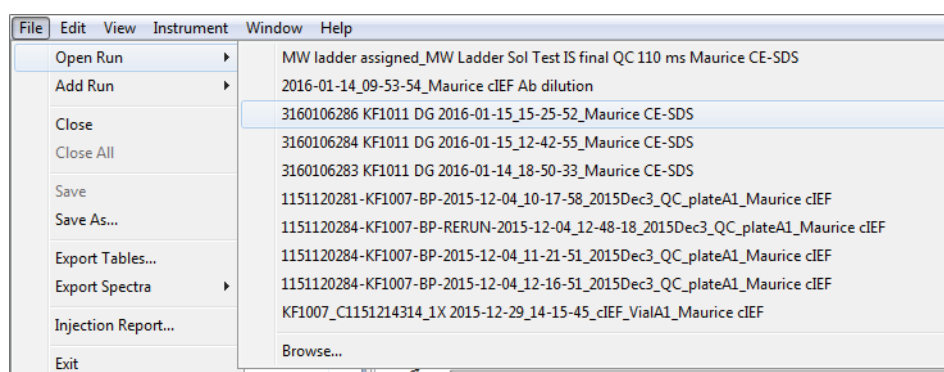 File Edit View Instrument Window Help
Open Run
Add Run
Close
Close All
Save
Save As...
Export Tables...
Export Spectra
Injection Report...
Exit
MW ladder assigned_MW Ladder Sol Test IS final QC 110 ms Maurice CE-SDS
2016-01-14_09-53-54_Maurice cIEF Ab dilution
3160106286 KF1011 DG 2016-01-15_15-25-52_Maurice CE-SDS
3160106284 KF1011 DG 2016-01-15_12-42-55_Maurice CE-SDS
3160106283 KF1011 DG 2016-01-14_18-50-33_Maurice CE-SDS
1151120281-KF1007-BP-2015-12-04_10-17-58_2015Dec3_QC_plateA1_Maurice cIEF
1151120284-KF1007-BP-RERUN-2015-12-04_12-48-18_2015Dec3_QC_plateA1_Maurice cIEF
1151120284-KF1007-BP-2015-12-04_11-21-51_2015Dec3_QC_plateA1_Maurice cIEF
1151120284-KF1007-BP-2015-12-04_12-16-51_2015Dec3_QC_plateA1_Maurice cIEF
KF1007_C1151214314_1X 2015-12-29_14-15-45_cIEF_VialA1_Maurice cIEF
Browse...